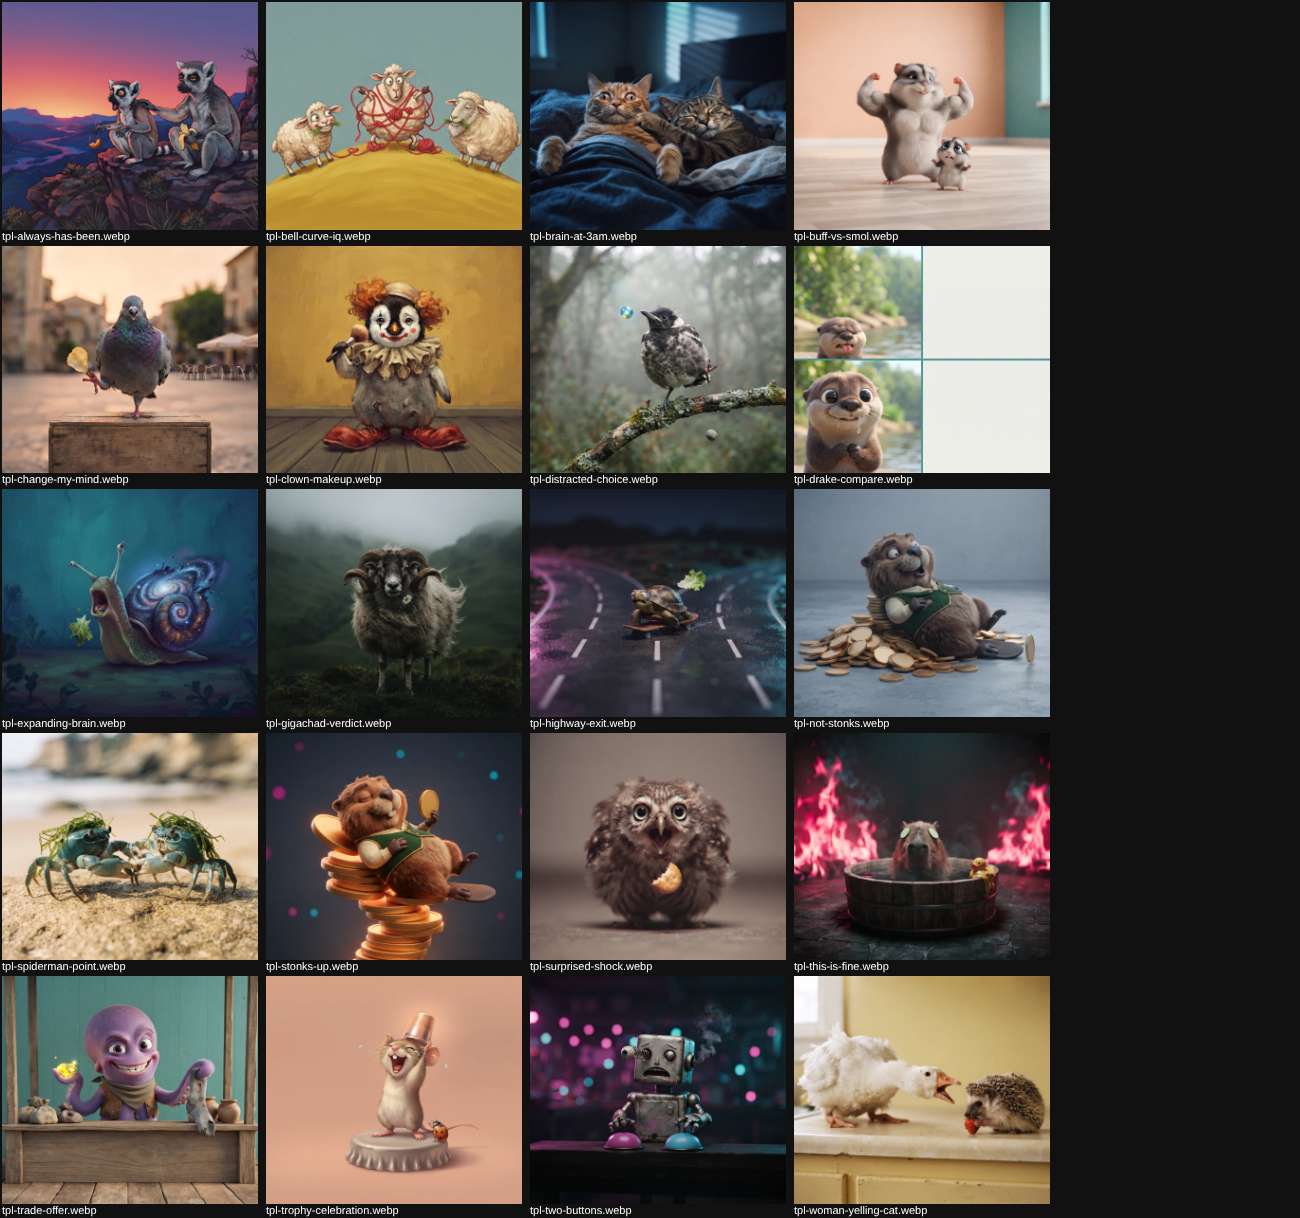 tpl-always-has-been.webp
tpl-bell-curve-iq.webp
tpl-brain-at-3am.webp
tpl-buff-vs-smol.webp
tpl-change-my-mind.webp
tpl-clown-makeup.webp
tpl-distracted-choice.webp
tpl-drake-compare.webp
tpl-expanding-brain.webp
tpl-gigachad-verdict.webp
tpl-highway-exit.webp
tpl-not-stonks.webp
tpl-spiderman-point.webp
tpl-stonks-up.webp
tpl-surprised-shock.webp
tpl-this-is-fine.webp
tpl-trade-offer.webp
tpl-trophy-celebration.webp
tpl-two-buttons.webp
tpl-woman-yelling-cat.webp